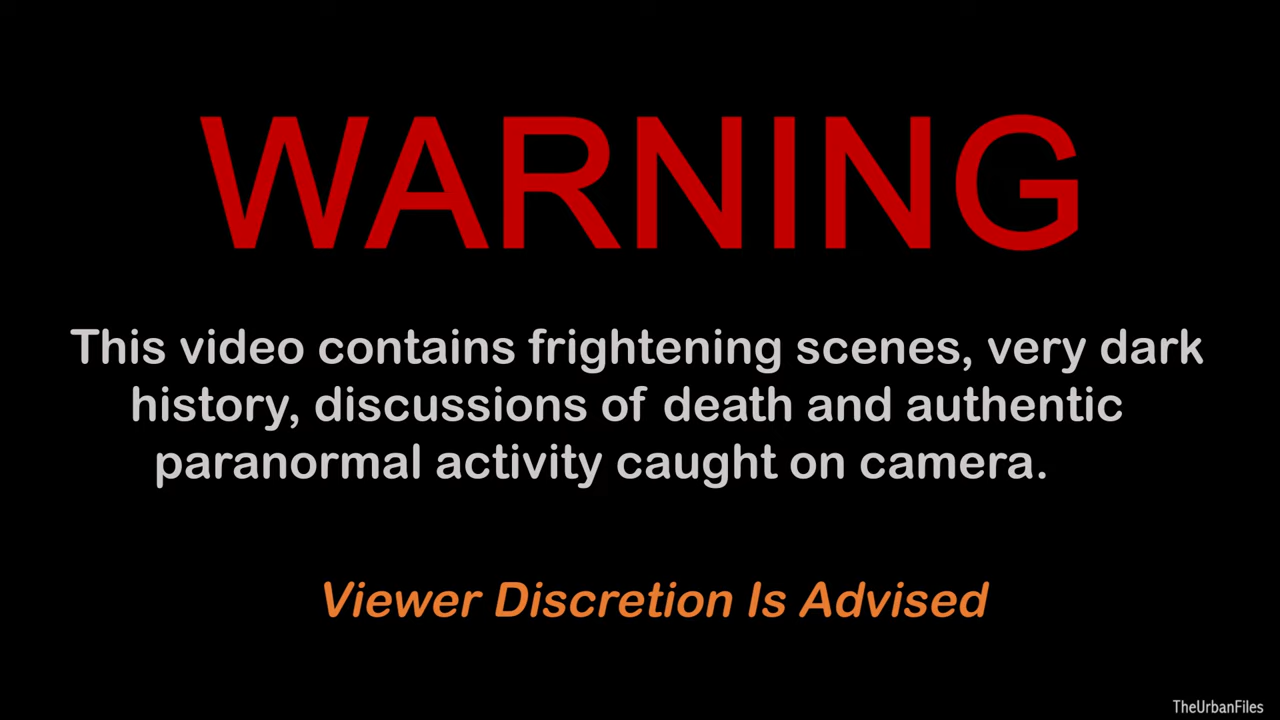 WARNING
This video contains frightening scenes, very dark
history, discussions of death and authentic
paranormal activity caught on camera.
Viewer Discretion Is Advised
TheUrbanFiles